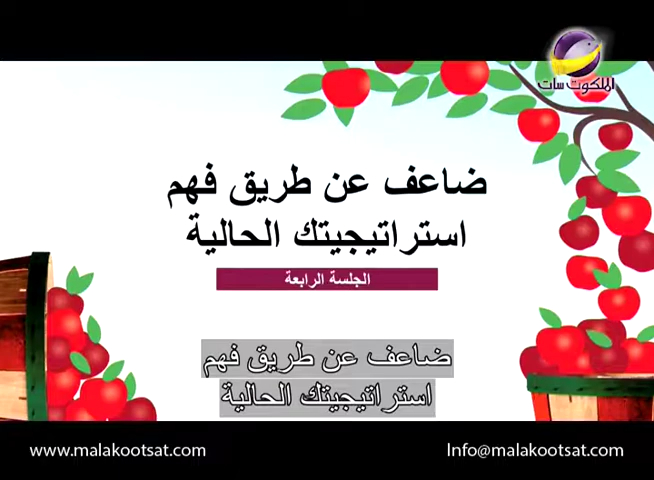 الملكوت سات
ضاعف عن طريق فهم
استراتيجيتك الحالية
الجلسة الرابعة
ضاعف عن طريق فهم
استراتيجيتك الحالية
www.malakootsat.com
Info@malakootsat.com